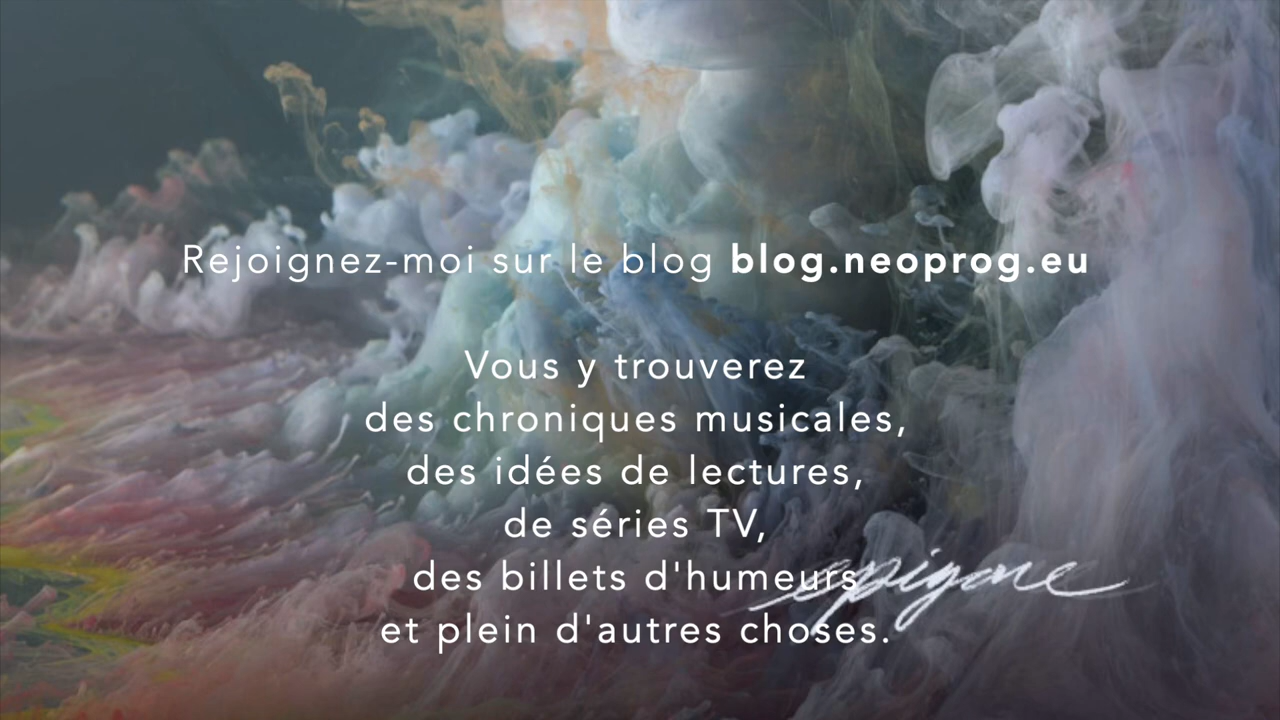 Rejoignez-moi sur le blog blog.neoprog.eu
Vous y trouverez
des chroniques musicales,
des idées de lectures,
de séries TV,
des billets d'humeurs
epigone
et plein d'autres choses.